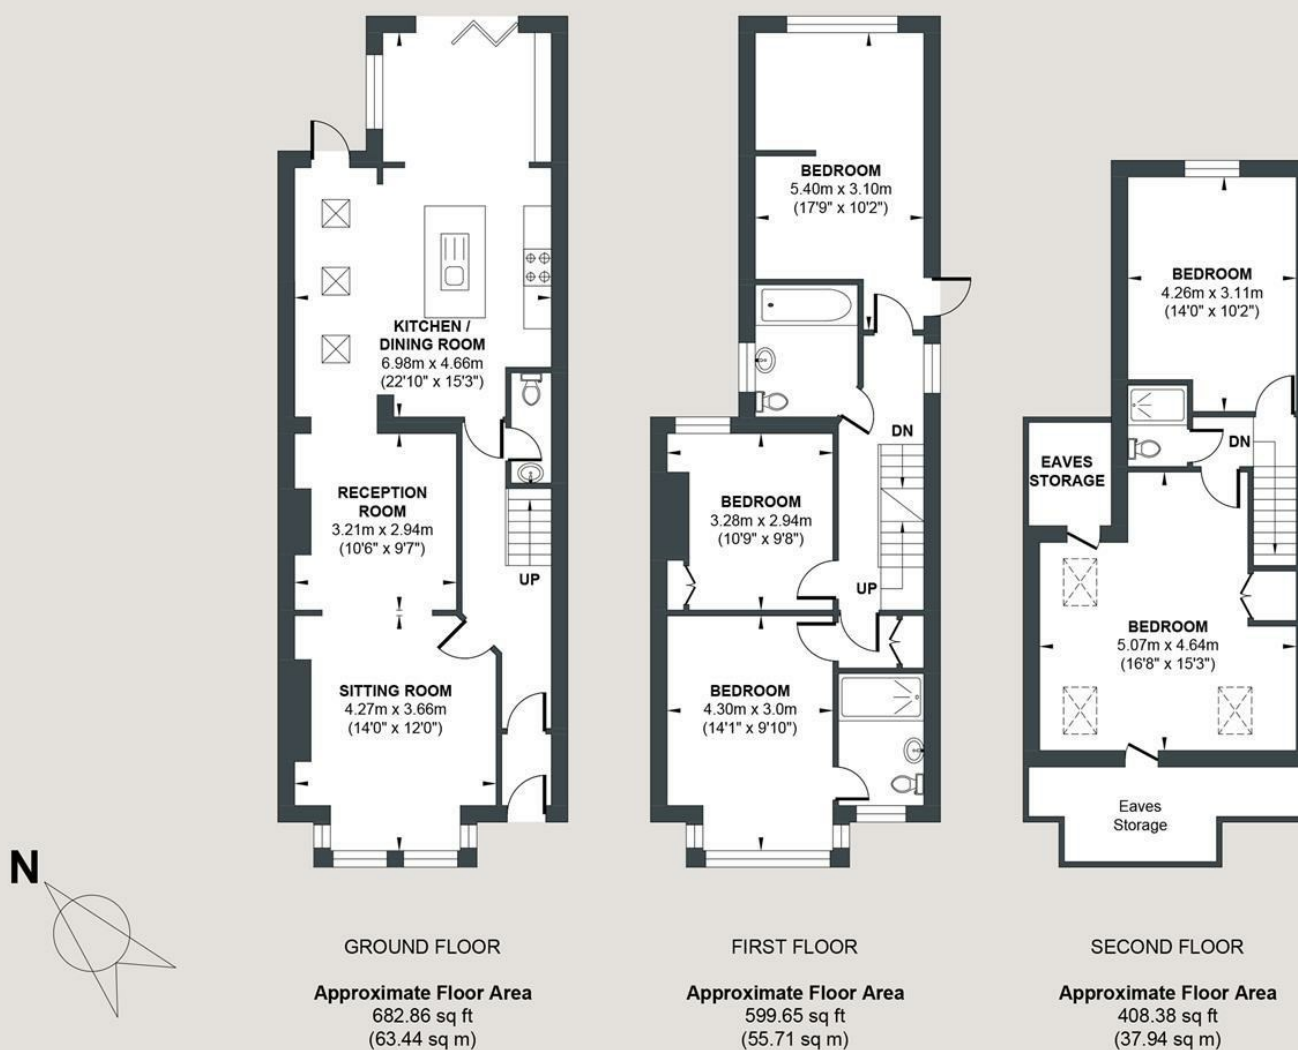 KITCHEN /
DINING ROOM
6.98m x 4.66m
(22'10" x 15'3")
RECEPTION
ROOM
3.21m x 2.94m
(10'6" x 9'7")
UP
SITTING ROOM
4.27m x 3.66m
(14'0" x 12'0")
BEDROOM
5.40m x 3.10m
(17'9" x 10'2")
DN
BEDROOM
3.28m x 2.94m
(10'9" x 9'8")
UP
BEDROOM
4.30m x 3.0m
(14'1" x 9'10")
BEDROOM
4.26m x 3.11m
(14'0" x 10'2")
DN
EAVES
STORAGE
BEDROOM
5.07m x 4.64m
(16'8" x 15'3")
Eaves
Storage
N
GROUND FLOOR
Approximate Floor Area
682.86 sq ft
(63.44 sq m)
FIRST FLOOR
Approximate Floor Area
599.65 sq ft
(55.71 sq m)
SECOND FLOOR
Approximate Floor Area
408.38 sq ft
(37.94 sq m)